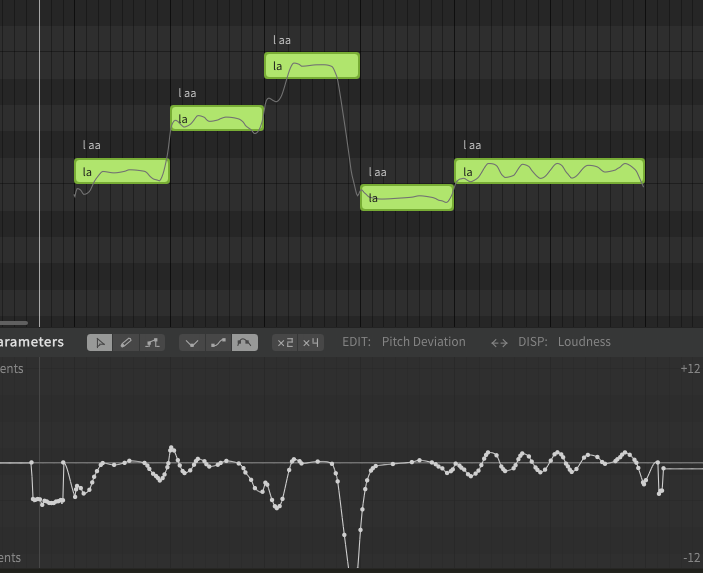 l aa
la
l aa
la
l aa
la
l aa
la
l aa
la
arameters
×2 ×4
EDIT: Pitch Deviation
DISP: Loudness
ents
+12
ents
-12